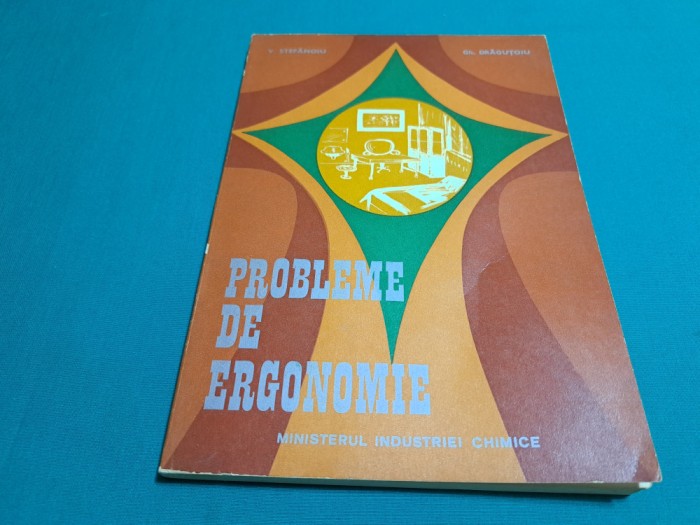 V. ȘTEFĂNOIU GH. DRĂGUȚOIU
PROBLEME
DE
ERGONOMIE
MINISTERUL INDUSTRIEI CHIMICE